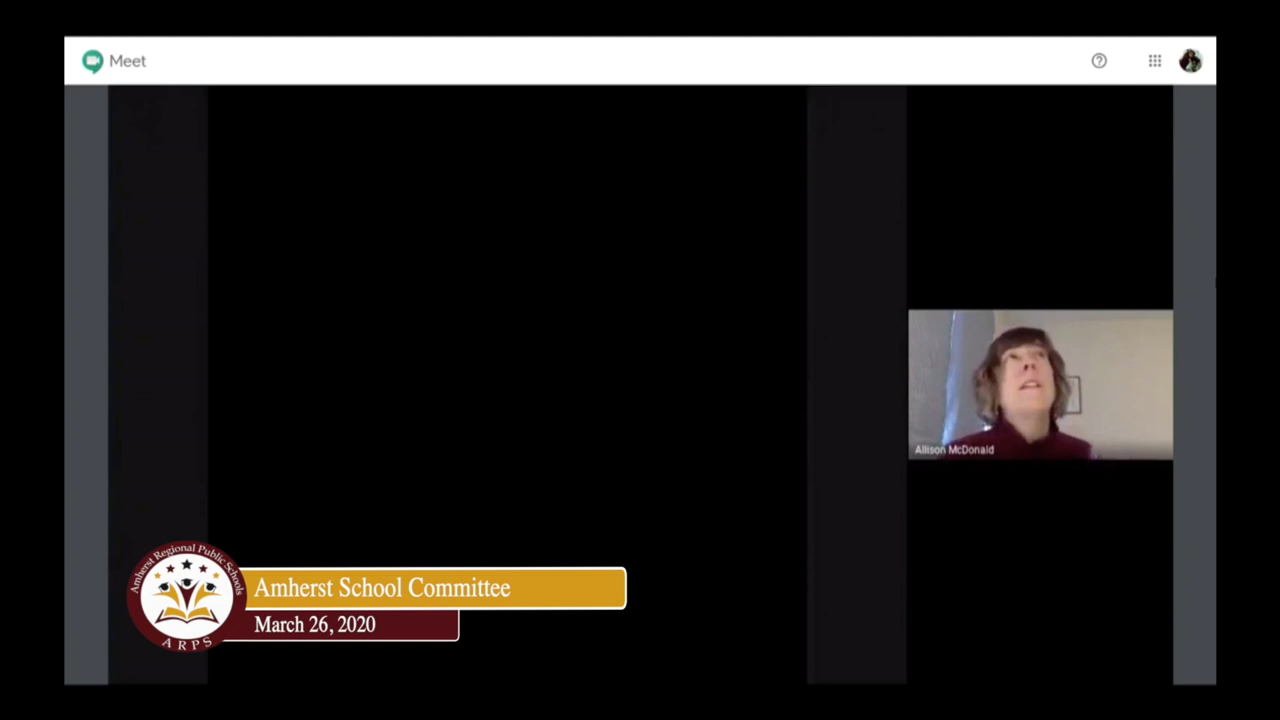 Meet
Allison McDonald
Amherst Regional Public Schools
ARPS
Amherst School Committee
March 26, 2020